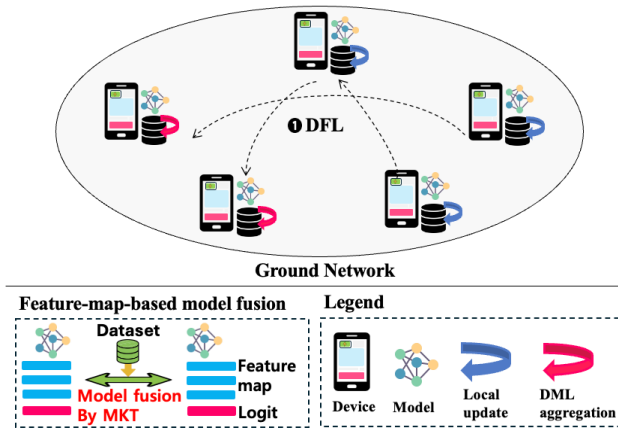 ❶ DFL
Ground Network
Feature-map-based model fusion
Dataset
Model fusion
By MKT
Feature
map
Logit
Legend
Device
Model
Local
update
DML
aggregation